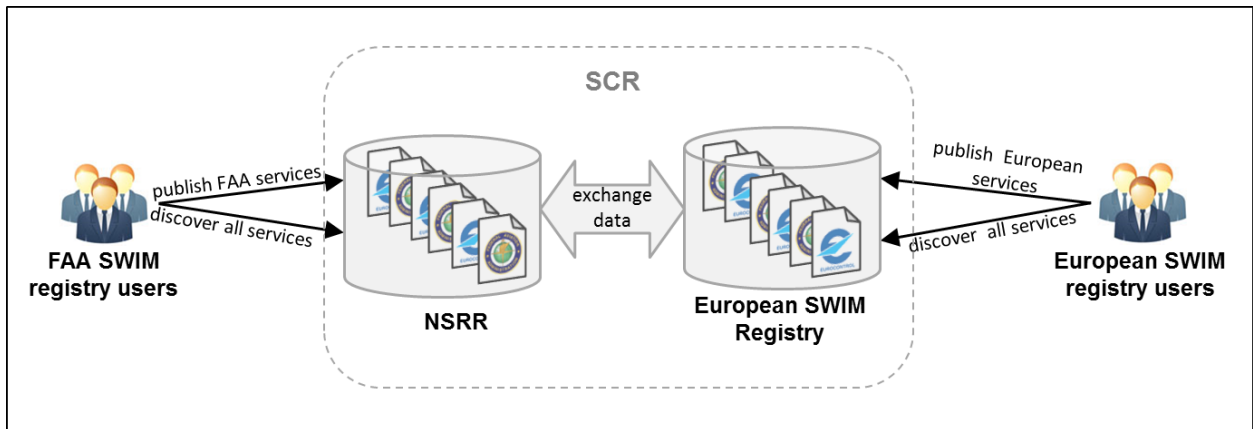 SCR
publish FAA services
discover all services
FAA SWIM
registry users
NSRR
exchange
data
European SWIM
Registry
EUROCONTROL
publish European
services
discover all services
European SWIM
registry users